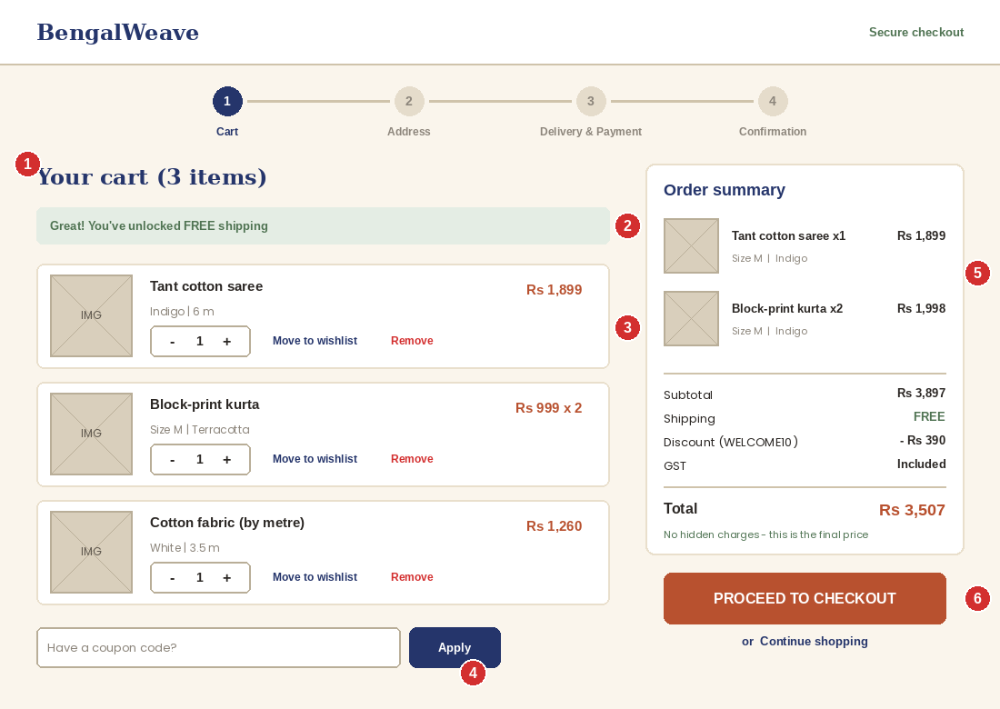 BengalWeave
Secure checkout
1
2
3
4
Cart
Address
Delivery & Payment
Confirmation
1
Your cart (3 items)
Great! You've unlocked FREE shipping
2
IMG
Tant cotton saree
Rs 1,899
Indigo | 6 m
- 1 +
Move to wishlist
Remove
3
IMG
Block-print kurta
Rs 999 x 2
Size M | Terracotta
- 1 +
Move to wishlist
Remove
IMG
Cotton fabric (by metre)
Rs 1,260
White | 3.5 m
- 1 +
Move to wishlist
Remove
Have a coupon code?
Apply
4
Order summary
Tant cotton saree x1
Rs 1,899
Size M | Indigo
5
Block-print kurta x2
Rs 1,998
Size M | Indigo
Subtotal
Rs 3,897
Shipping
FREE
Discount (WELCOME10)
- Rs 390
GST
Included
Total
Rs 3,507
No hidden charges - this is the final price
PROCEED TO CHECKOUT
6
or Continue shopping